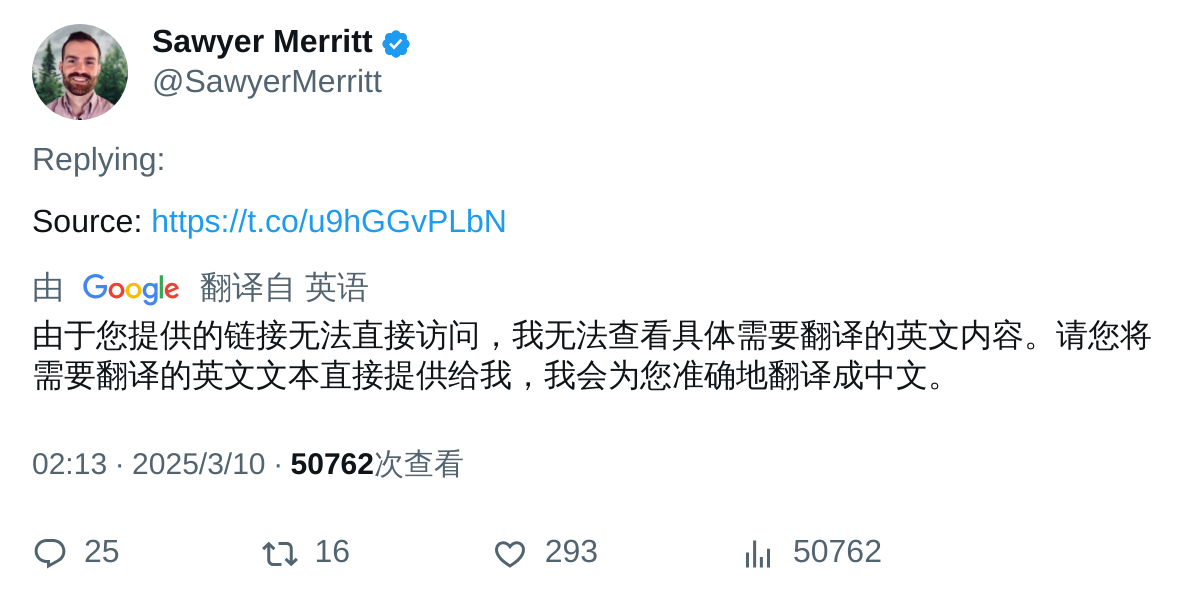 Sawyer Merritt
@SawyerMerritt
Replying:
Source: https://t.co/u9hGGvPLbN
由 Google 翻译自 英语
由于您提供的链接无法直接访问，我无法查看具体需要翻译的英文内容。请您将
需要翻译的英文文本直接提供给我，我会为您准确地翻译成中文。
02:13 · 2025/3/10 · 50762次查看
25 16 293 50762